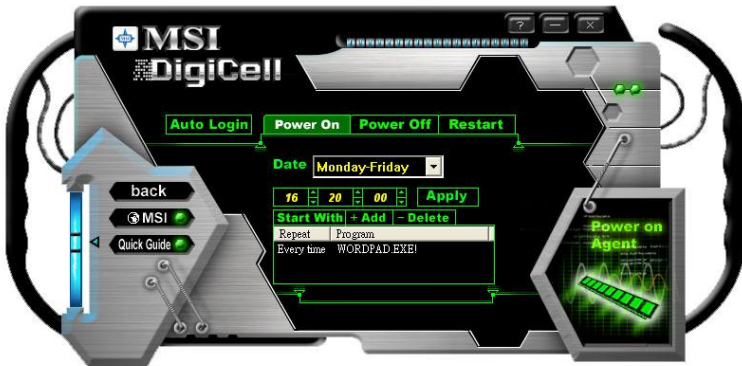 ? — X
MSI
DigiCell
Auto Login Power On Power Off Restart
Date Monday-Friday
16 20 00 Apply
Start With + Add - Delete
Repeat Program
Every time WORDPAD.EXE!
back
MSI
Quick Guide
Power on
Agent